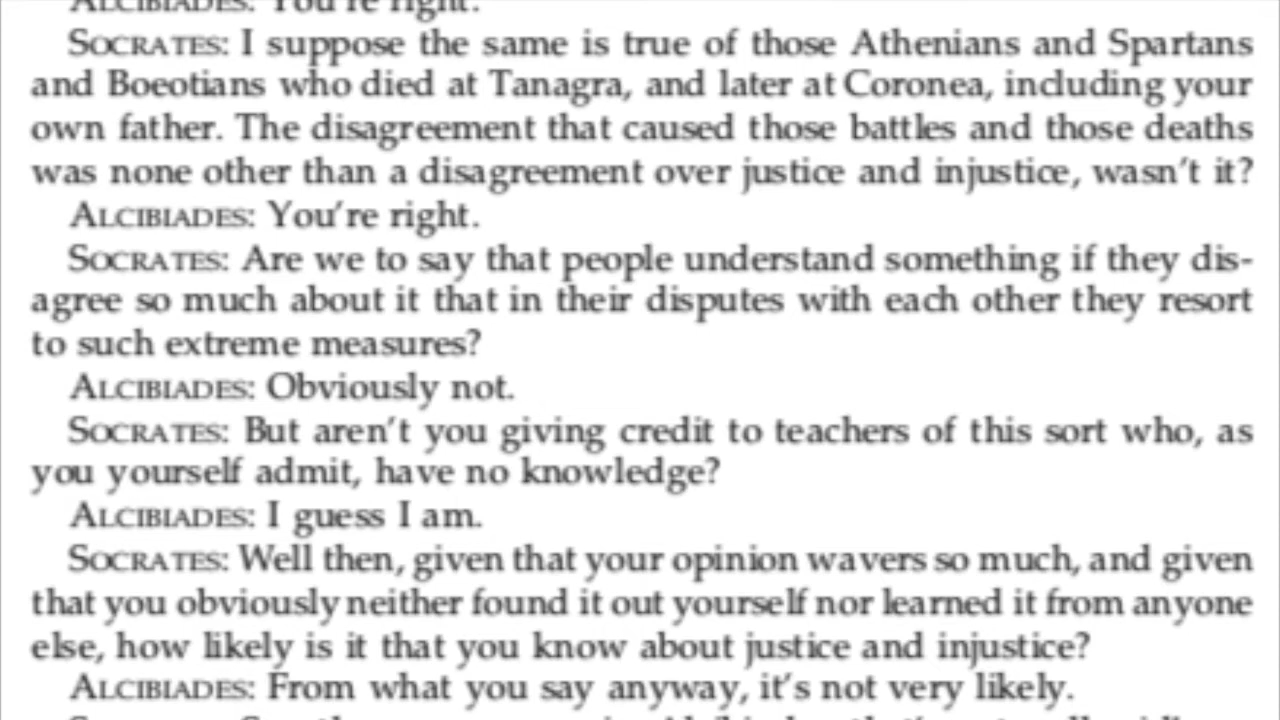 ALCIBIADES: You're right.
SOCRATES: I suppose the same is true of those Athenians and Spartans
and Boeotians who died at Tanagra, and later at Coronea, including your
own father. The disagreement that caused those battles and those deaths
was none other than a disagreement over justice and injustice, wasn't it?
ALCIBIADES: You're right.
SOCRATES: Are we to say that people understand something if they dis-
agree so much about it that in their disputes with each other they resort
to such extreme measures?
ALCIBIADES: Obviously not.
SOCRATES: But aren't you giving credit to teachers of this sort who, as
you yourself admit, have no knowledge?
ALCIBIADES: I guess I am.
SOCRATES: Well then, given that your opinion wavers so much, and given
that you obviously neither found it out yourself nor learned it from anyone
else, how likely is it that you know about justice and injustice?
ALCIBIADES: From what you say anyway, it's not very likely.